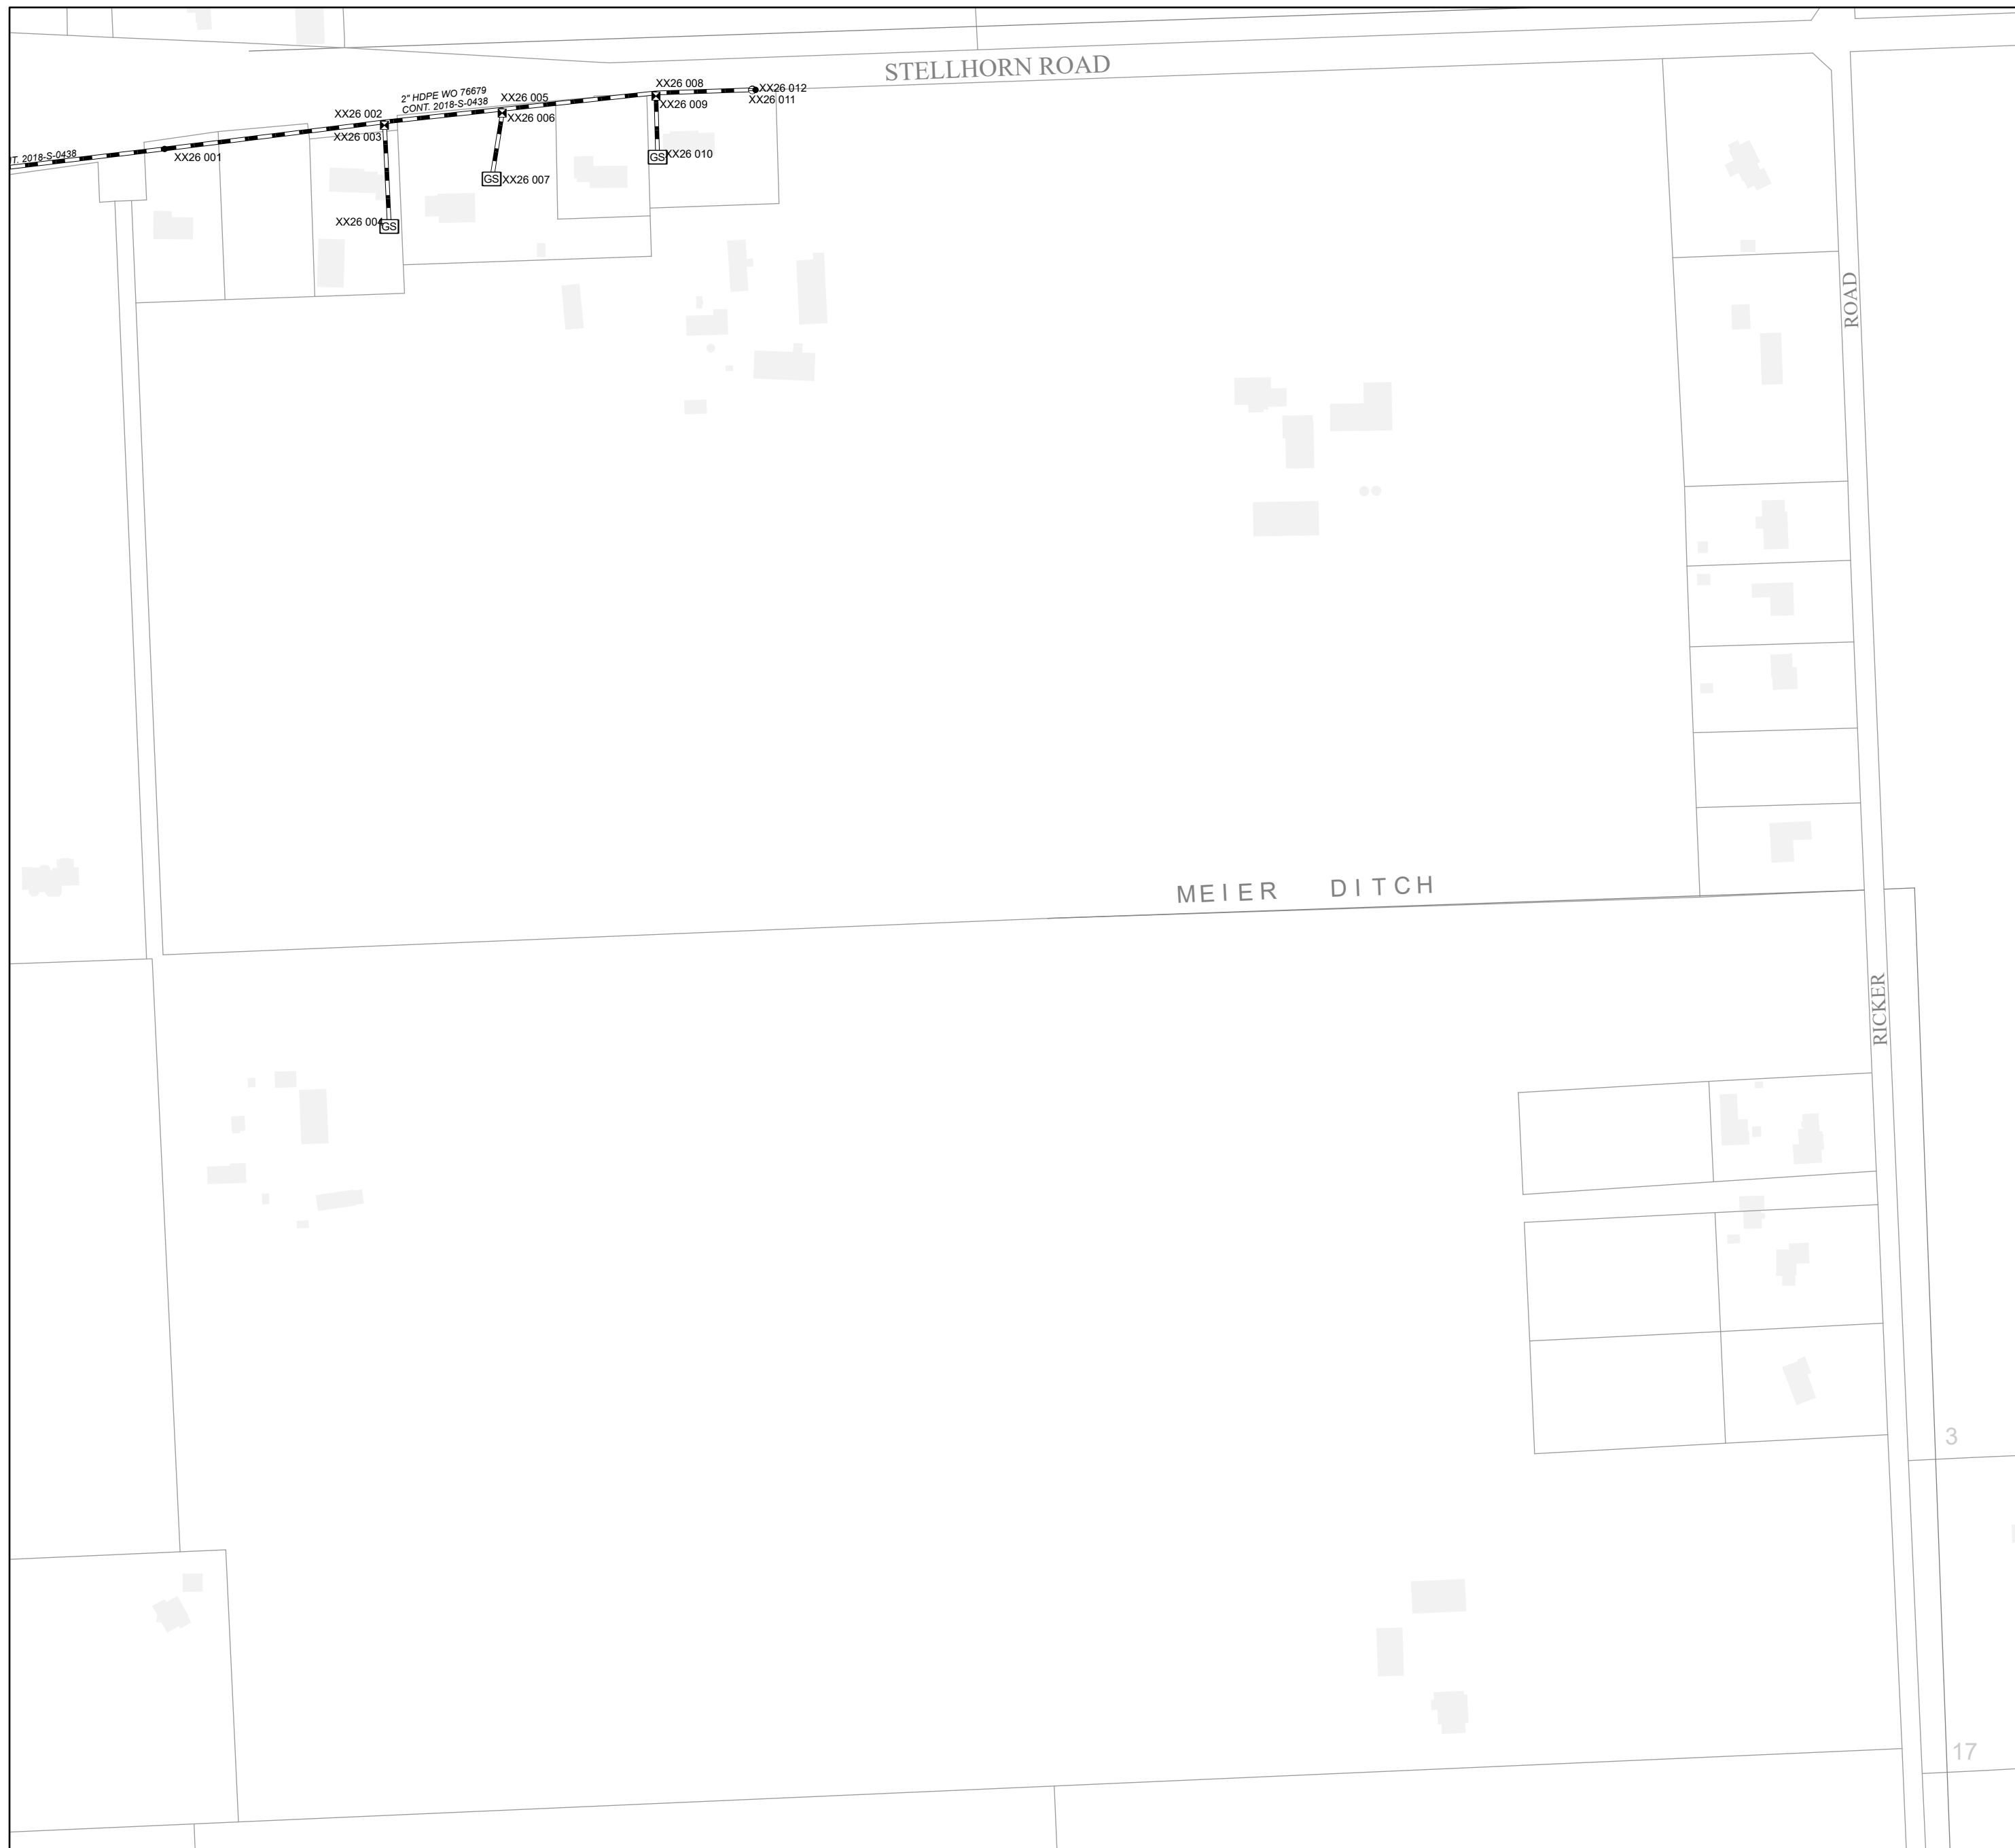 STELLHORN ROAD
XX26 008
XX26 012
XX26 011
2" HDPE WO 76679
CONT. 2018-S-0438
XX26 005
XX26 009
XX26 002
XX26 006
XX26 003
T. 2018-S-0438
XX26 001
GS
XX26 010
GS
XX26 007
XX26 004
GS
ROAD
MEIER DITCH
RICKER
3
17